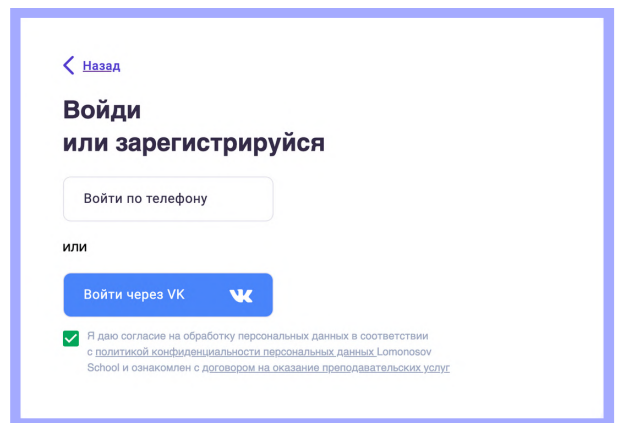 Назад
Войди
или зарегистрируйся
Войти по телефону
или
Войти через VK
Я даю согласие на обработку персональных данных в соответствии
с политикой конфиденциальности персональных данных Lomonosov
School и ознакомлен с договором на оказание преподавательских услуг